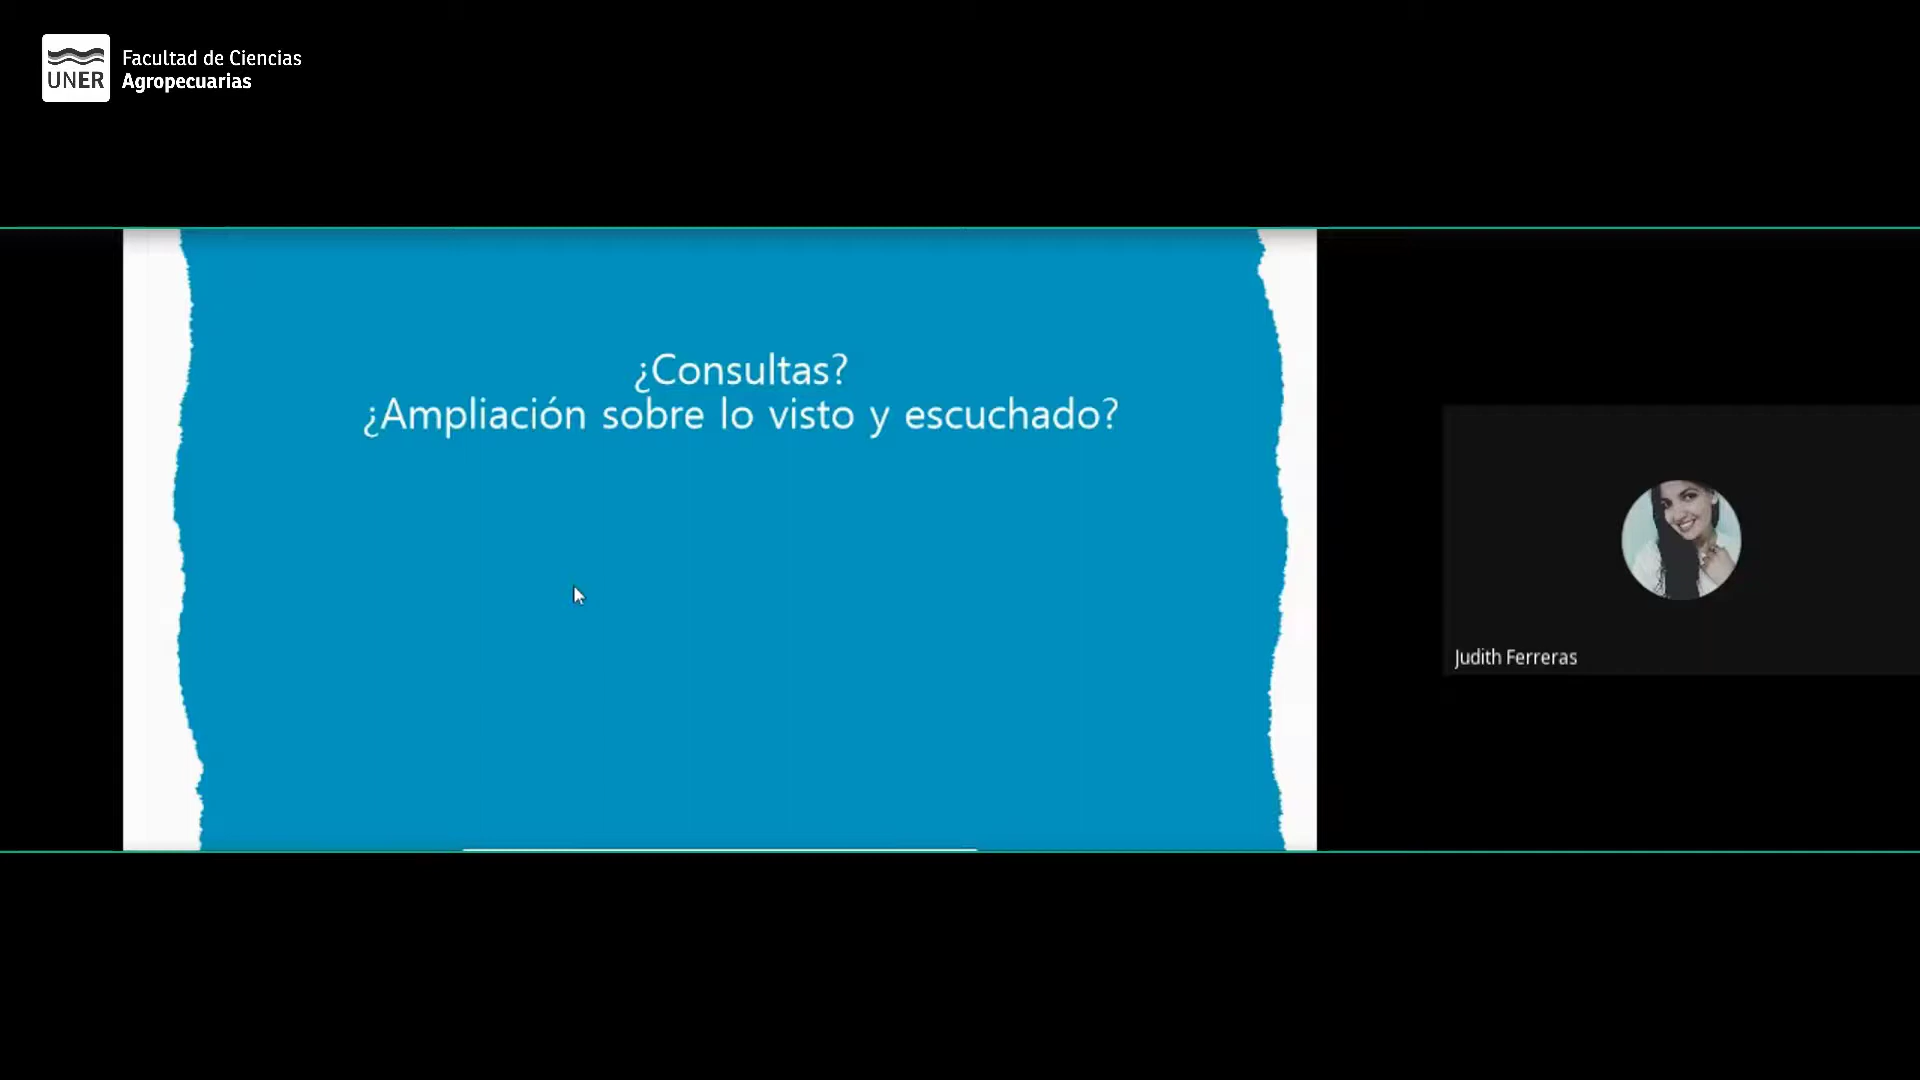 UNER
Facultad de Ciencias
Agropecuarias
¿Consultas?
¿Ampliación sobre lo visto y escuchado?
Judith Ferreras